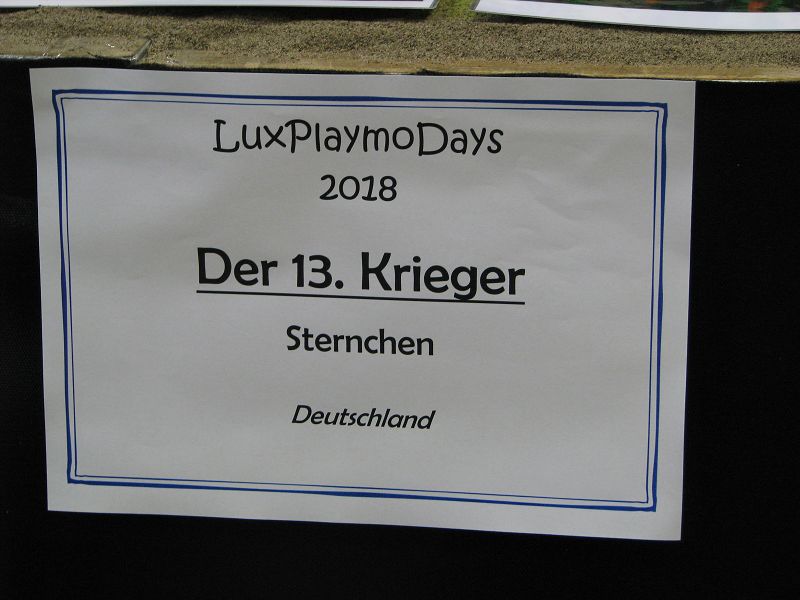 LuxPlaymoDays
2018
Der 13. Krieger
Sternchen
Deutschland